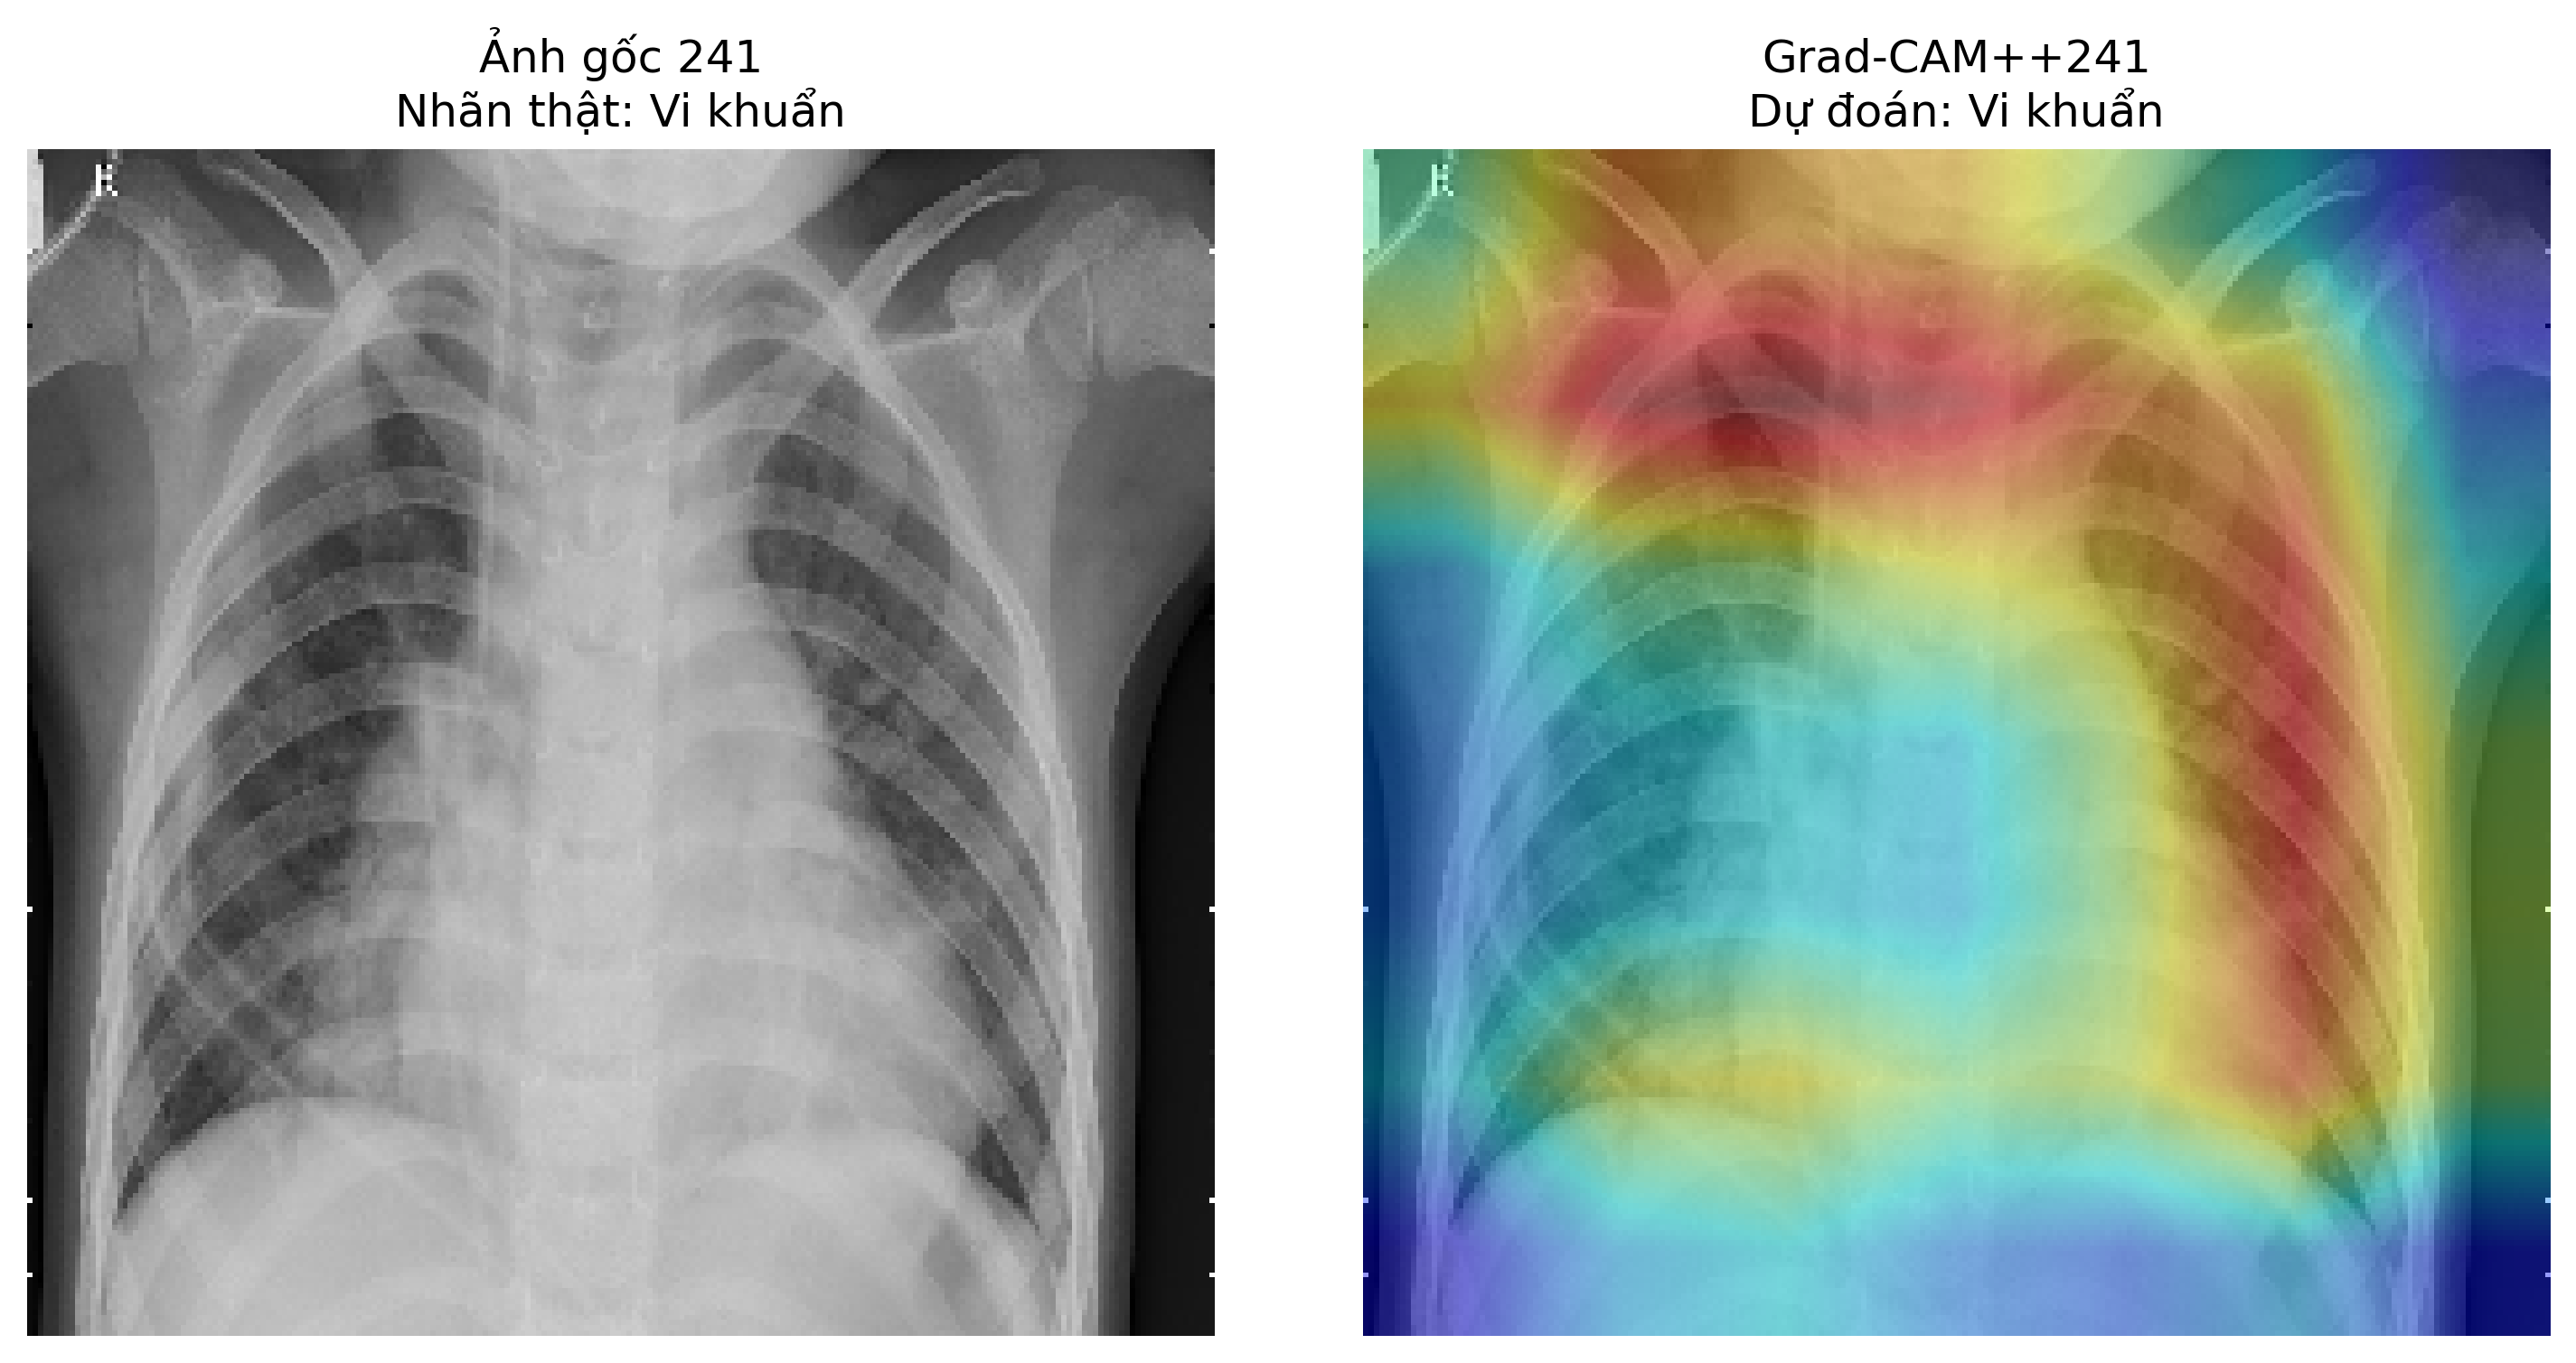 Ảnh gốc 241
Nhãn thật: Vi khuẩn
Grad-CAM++241
Dự đoán: Vi khuẩn
R